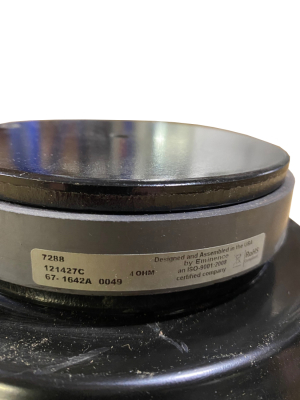 7288
121427C
67-1642A 0049
4 OHM
Designed and Assembled in the USA
by Eminence
an ISO-9001:2000
certified company
RoHS